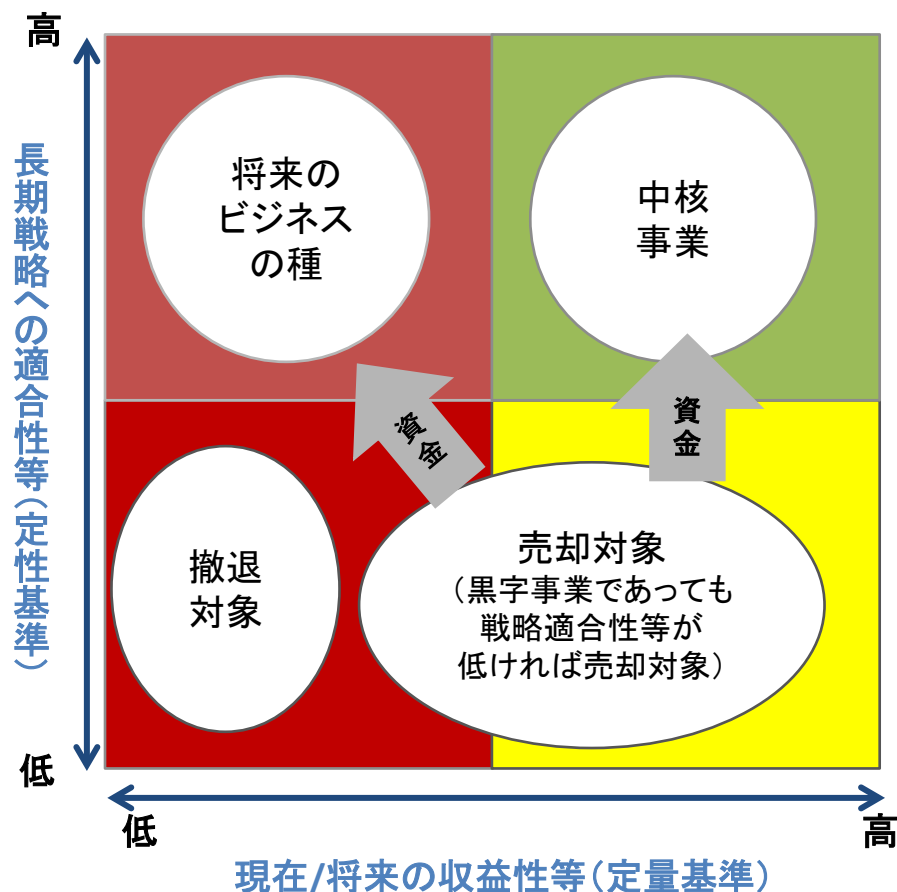 高
長期戦略への適合性等(定性基準)
将来の
ビジネス
の種
中核
事業
資金
資金
撤退
対象
売却対象
(黒字事業であっても
戦略適合性等が
低ければ売却対象)
低
低
高
現在/将来の収益性等(定量基準)